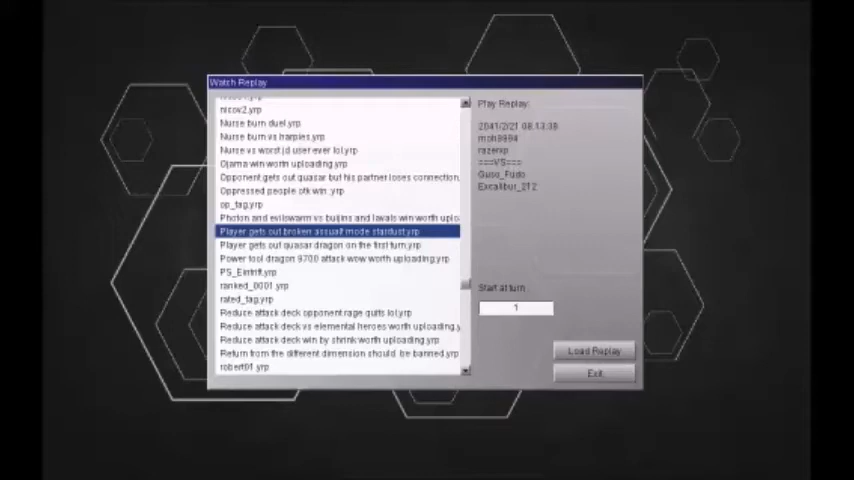 Watch Replay
nicov2.yrp
Nurse burn duel.yrp
Nurse burn vs harpies.yrp
Nurse vs worst jd user ever lol.yrp
Ojama win worth uploading.yrp
Opponent gets out quasar but his partner loses connection.
Oppressed people otk win .yrp
op_tag.yrp
Photon and evilswarm vs bujins and lavals win worth uplo
Player gets out broken assualt mode stardust.yrp
Player gets out quasar dragon on the first turn.yrp
Power tool dragon 9700 attack wow worth uploading.yrp
PS_Eintritt.yrp
ranked_0001.yrp
rated_tag.yrp
Reduce attack deck opponent rage quits lol.yrp
Reduce attack deck vs elemental heroes worth uploading.y
Reduce attack deck win by shrink worth uploading.yrp
Return from the different dimension should be banned.yrp
robert01.yrp
Play Replay:
2041/2/21 08:13:38
moh9994
razerxp
===VS===
Guso_Fudo
Excalibur_212
Start at turn :
1
Load Replay
Exit